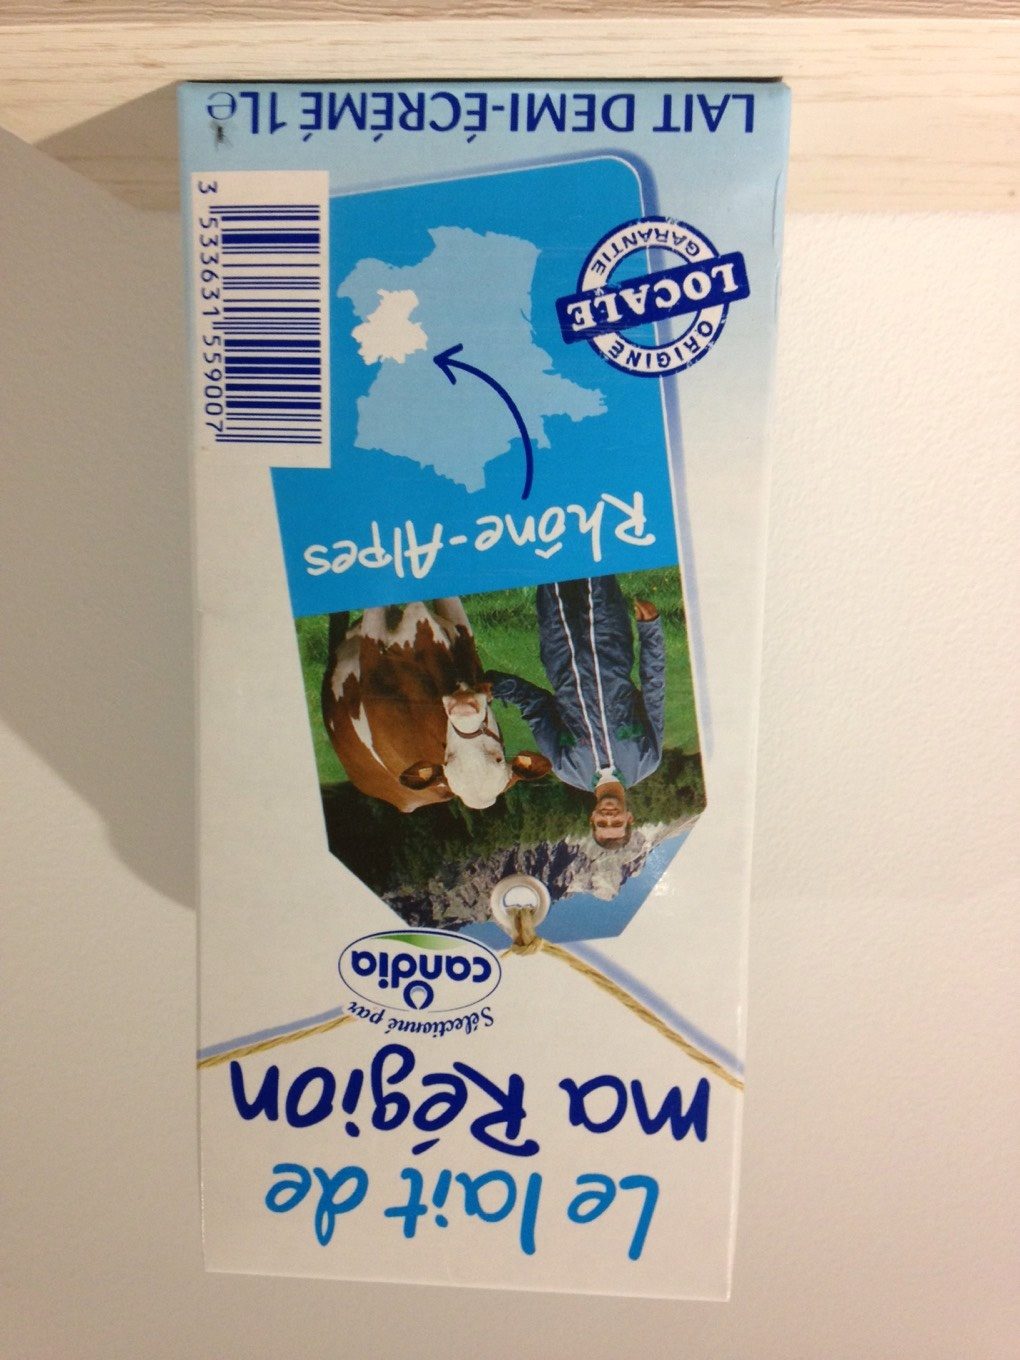 Le lait de
ma Région
Sélectionné par
candia
Rhône-Alpes
ORIGINE
LOCALE
GARANTIE
3 533631 559007
LAIT DEMI-ÉCRÉMÉ 1L e